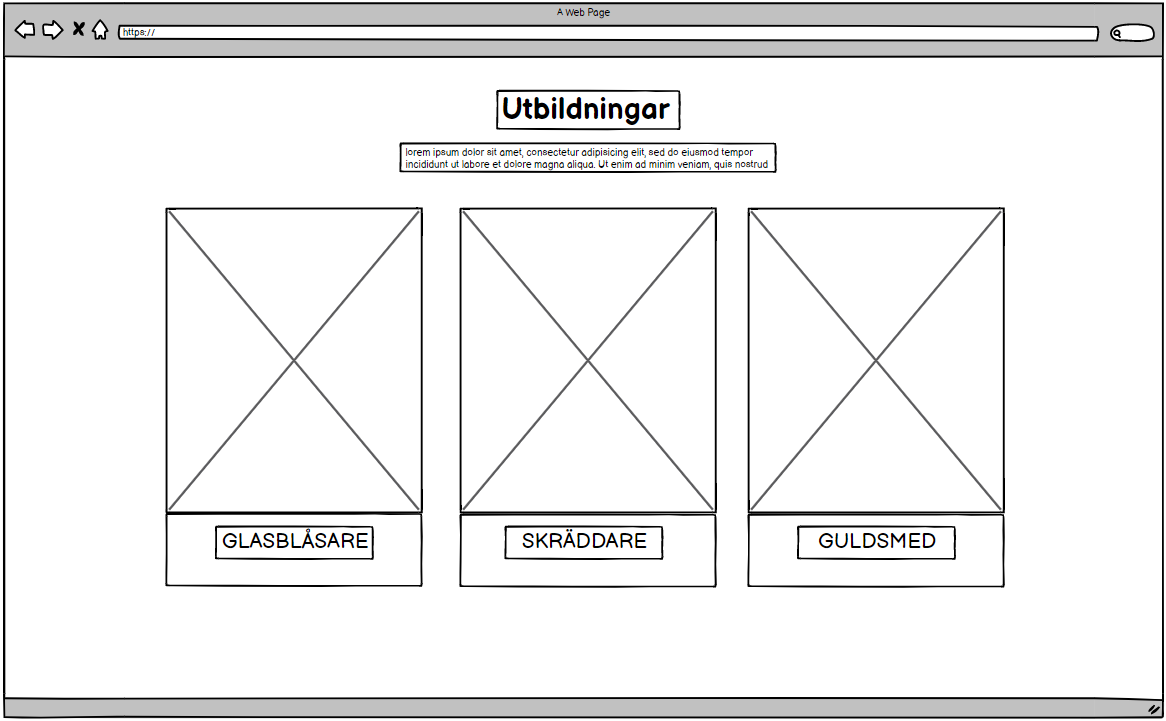 A Web Page
https://
Utbildningar
lorem ipsum dolor sit amet, consectetur adipisicing elit, sed do eiusmod tempor
incididunt ut labore et dolore magna aliqua. Ut enim ad minim veniam, quis nostrud
GLASBLÅSARE
SKRÄDDARE
GULDSMED